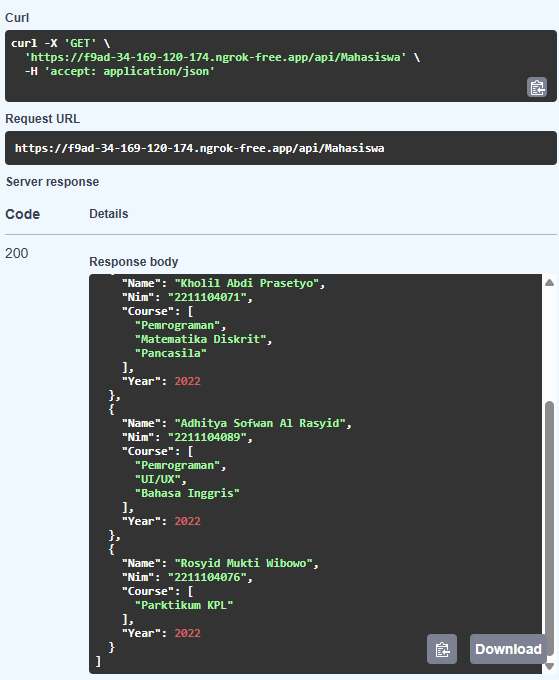 Curl
curl -X 'GET' \
  'https://f9ad-34-169-120-174.ngrok-free.app/api/Mahasiswa' \
  -H 'accept: application/json'
Request URL
https://f9ad-34-169-120-174.ngrok-free.app/api/Mahasiswa
Server response
Code Details
200
Response body
    "Name": "Kholil Abdi Prasetyo",
    "Nim": "2211104071",
    "Course": [
      "Pemrograman",
      "Matematika Diskrit",
      "Pancasila"
    ],
    "Year": 2022
  },
  {
    "Name": "Adhitya Sofwan Al Rasyid",
    "Nim": "2211104089",
    "Course": [
      "Pemrograman",
      "UI/UX",
      "Bahasa Inggris"
    ],
    "Year": 2022
  },
  {
    "Name": "Rosyid Mukti Wibowo",
    "Nim": "2211104076",
    "Course": [
      "Parktikum KPL"
    ],
    "Year": 2022
  }
]
Download